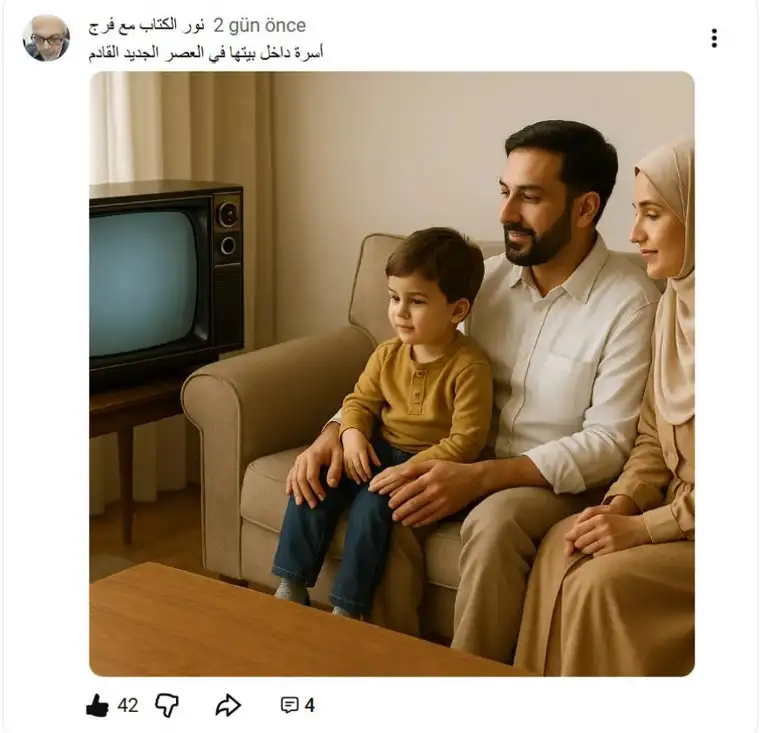 نور الكتاب مع فرج 2 gün önce
أسرة داخل بيتها في العصر الجديد القادم
42
4